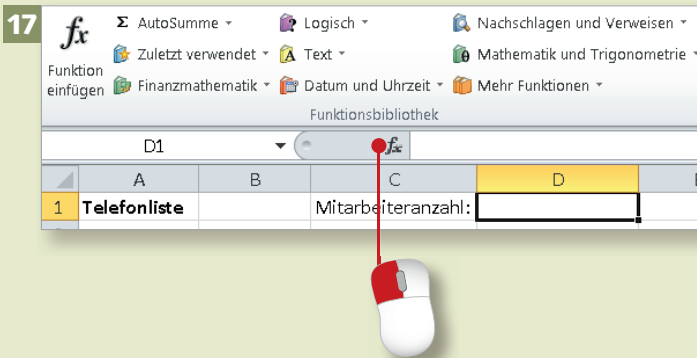 17
Σ AutoSumme Logisch Nachschlagen und Verweisen
fx Zuletzt verwendet Text Mathematik und Trigonometrie
Funktion einfügen Finanzmathematik Datum und Uhrzeit Mehr Funktionen
Funktionsbibliothek
D1 fx
A B C D
1 Telefonliste Mitarbeiteranzahl: